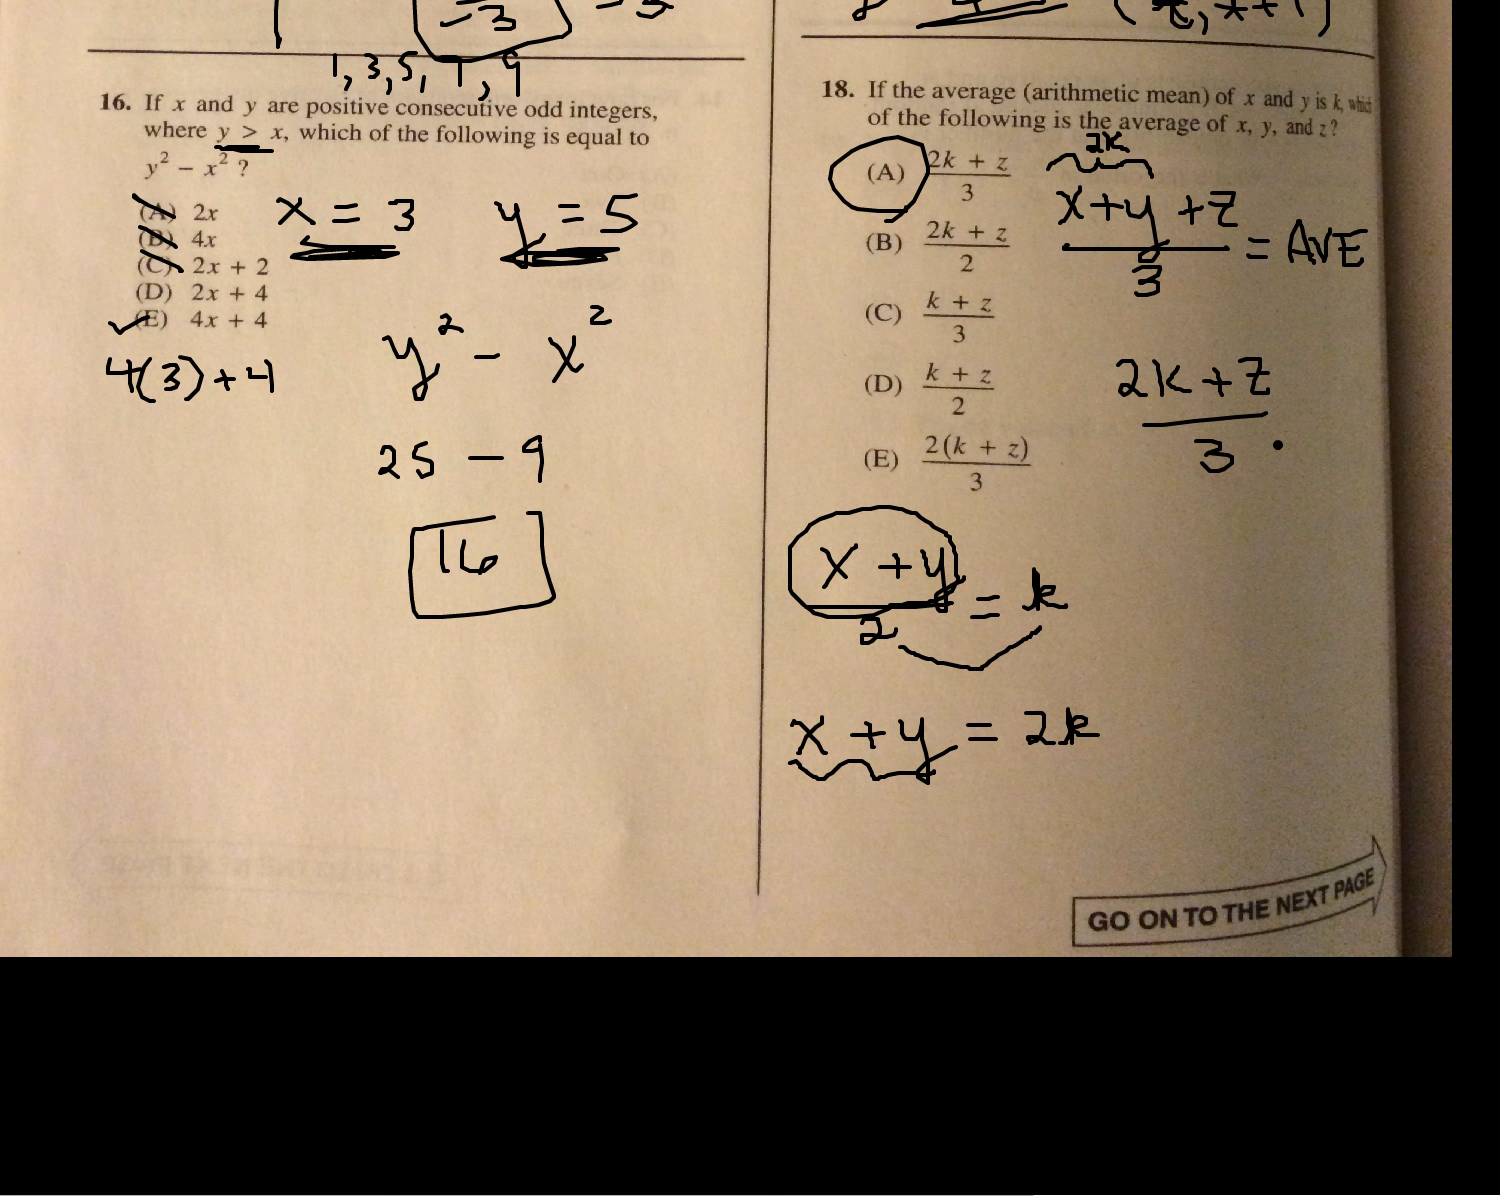 - 3
1, 3, 5, 7, 9
16. If x and y are positive consecutive odd integers,
where y > x, which of the following is equal to
y² − x² ?
(A) 2x
(B) 4x
(C) 2x + 2
(D) 2x + 4
(E) 4x + 4
x = 3 y = 5
4(3)+4
y² - x²
25 - 9
16
18. If the average (arithmetic mean) of x and y is k, which
of the following is the average of x, y, and z?
(A) 2k + z / 3
(B) 2k + z / 2
(C) k + z / 3
(D) k + z / 2
(E) 2(k + z) / 3
2k
x+y+z / 3 = AVE
2k+z / 3
x+y / 2 = k
x+y = 2k
GO ON TO THE NEXT PAGE